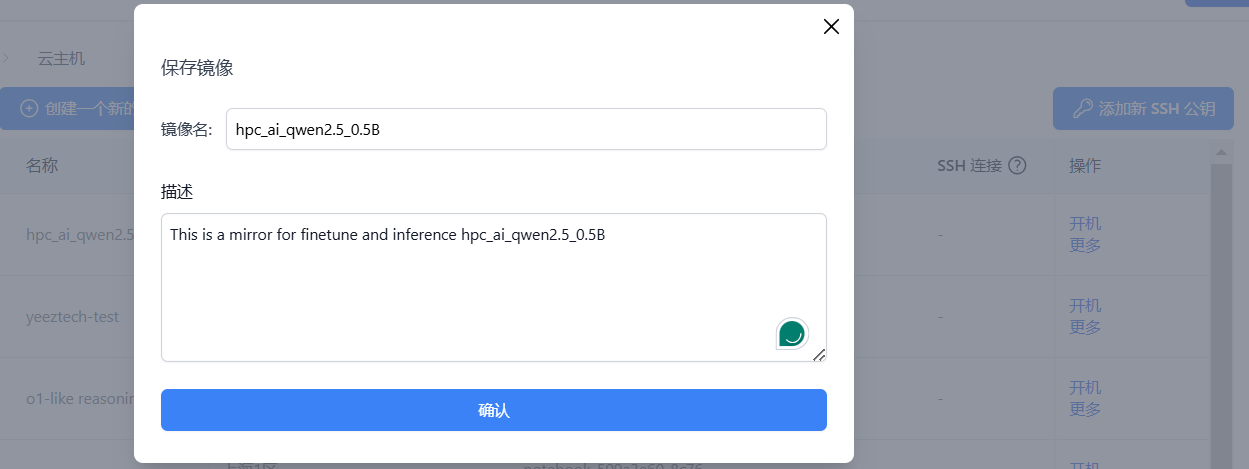 保存镜像
镜像名: hpc_ai_qwen2.5_0.5B
描述
This is a mirror for finetune and inference hpc_ai_qwen2.5_0.5B
确认
云主机
创建一个新的
添加新 SSH 公钥
名称 SSH 连接 操作
hpc_ai_qwen2.5 - 开机
更多
yeeztech-test - 开机
更多
o1-like reasonin - 开机
更多
开机